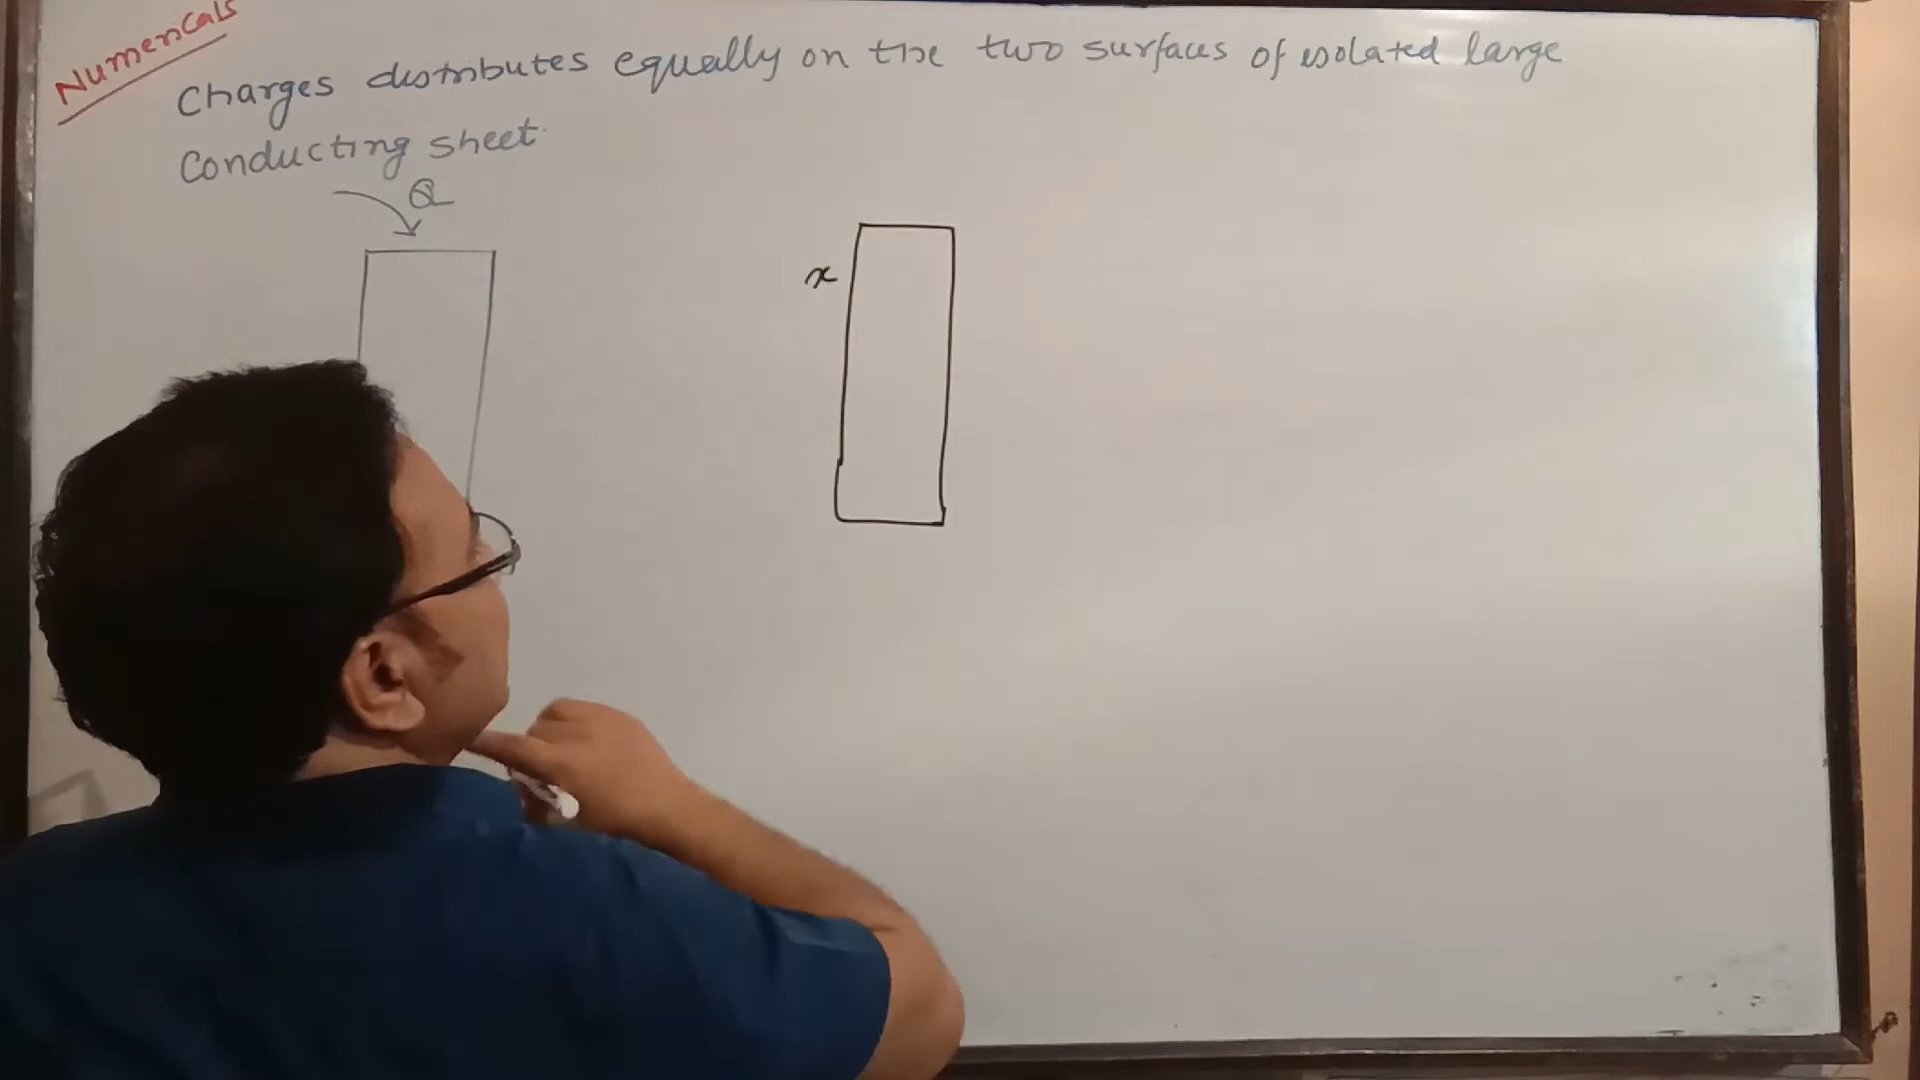 Numericals
Charges distributes equally on the two surfaces of isolated large
Conducting sheet.
Q
x